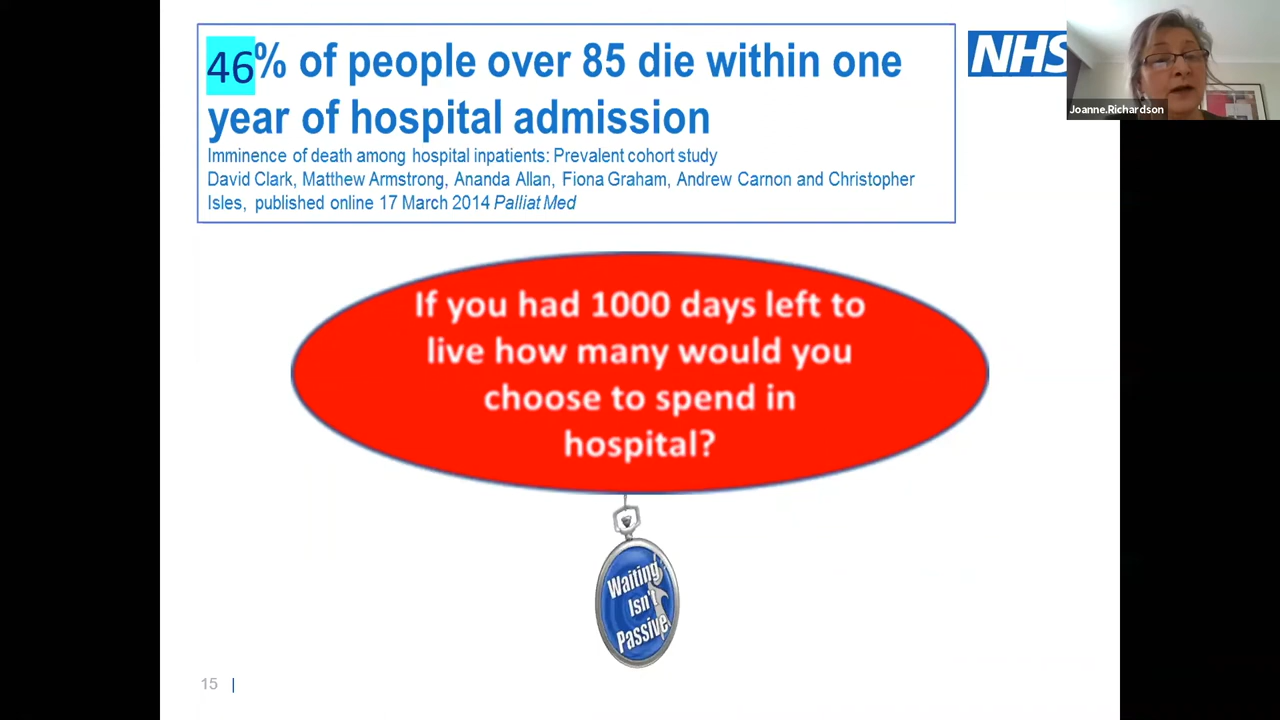 46% of people over 85 die within one
year of hospital admission
Imminence of death among hospital inpatients: Prevalent cohort study
David Clark, Matthew Armstrong, Ananda Allan, Fiona Graham, Andrew Carnon and Christopher
Isles, published online 17 March 2014 Palliat Med
NHS
Joanne.Richardson
If you had 1000 days left to
live how many would you
choose to spend in
hospital?
Waiting
Isn't
Passive
15 |